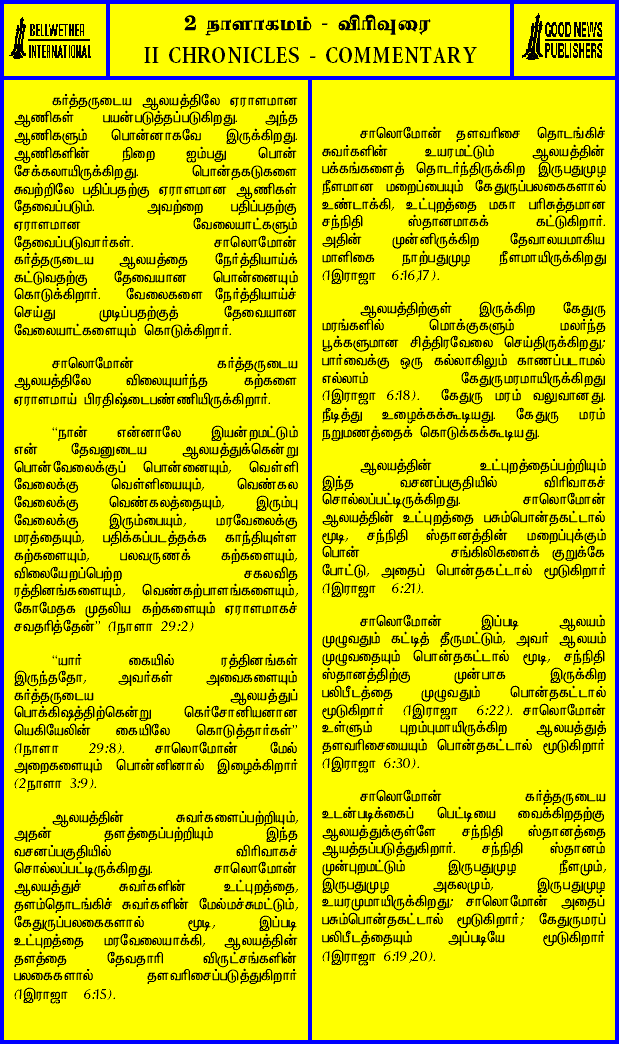 BELLWETHER
INTERNATIONAL
2 நாளாகமம் - விரிவுரை
II CHRONICLES - COMMENTARY
GOOD NEWS
PUBLISHERS
கர்த்தருடைய ஆலயத்திலே ஏராளமான
ஆணிகள் பயன்படுத்தப்படுகிறது. அந்த
ஆணிகளும் பொன்னாகவே இருக்கிறது.
ஆணிகளின் நிறை ஐம்பது பொன்
சேக்கலாயிருக்கிறது. பொன்தகடுகளை
சுவற்றிலே பதிப்பதற்கு ஏராளமான ஆணிகள்
தேவைப்படும். அவற்றை பதிப்பதற்கு
ஏராளமான வேலையாட்களும்
தேவைப்படுவார்கள். சாலொமோன்
கர்த்தருடைய ஆலயத்தை நேர்த்தியாய்க்
கட்டுவதற்கு தேவையான பொன்னையும்
கொடுக்கிறார். வேலைகளை நேர்த்தியாய்ச்
செய்து முடிப்பதற்குத் தேவையான
வேலையாட்களையும் கொடுக்கிறார்.
சாலொமோன் கர்த்தருடைய
ஆலயத்திலே விலையுயர்ந்த கற்களை
ஏராளமாய் பிரதிஷ்டைபண்ணியிருக்கிறார்.
“நான் என்னாலே இயன்றமட்டும்
என் தேவனுடைய ஆலயத்துக்கென்று
பொன்வேலைக்குப் பொன்னையும், வெள்ளி
வேலைக்கு வெள்ளியையும், வெண்கல
வேலைக்கு வெண்கலத்தையும், இரும்பு
வேலைக்கு இரும்பையும், மரவேலைக்கு
மரத்தையும், பதிக்கப்படத்தக்க காந்தியுள்ள
கற்களையும், பலவருணக் கற்களையும்,
விலையேறப்பெற்ற சகலவித
ரத்தினங்களையும், வெண்கற்பாளங்களையும்,
கோமேதக முதலிய கற்களையும் ஏராளமாகச்
சவதரித்தேன்” (1நாளா 29:2)
“யார் கையில் ரத்தினங்கள்
இருந்ததோ, அவர்கள் அவைகளையும்
கர்த்தருடைய ஆலயத்துப்
பொக்கிஷத்திற்கென்று கெர்சோனியனான
யெகியேலின் கையிலே கொடுத்தார்கள்”
(1நாளா 29:8). சாலொமோன் மேல்
அறைகளையும் பொன்னினால் இழைக்கிறார்
(2நாளா 3:9).
ஆலயத்தின் சுவர்களைப்பற்றியும்,
அதன் தளத்தைப்பற்றியும் இந்த
வசனப்பகுதியில் விரிவாகச்
சொல்லப்பட்டிருக்கிறது. சாலொமோன்
ஆலயத்துச் சுவர்களின் உட்புறத்தை,
தளம்தொடங்கிச் சுவர்களின் மேல்மச்சுமட்டும்,
கேதுருப்பலகைகளால் மூடி, இப்படி
உட்புறத்தை மரவேலையாக்கி, ஆலயத்தின்
தளத்தை தேவதாரி விருட்சங்களின்
பலகைகளால் தளவரிசைப்படுத்துகிறார்
(1இராஜா 6:15).
சாலொமோன் தளவரிசை தொடங்கிச்
சுவர்களின் உயரமட்டும் ஆலயத்தின்
பக்கங்களைத் தொடர்ந்திருக்கிற இருபதுமுழ
நீளமான மறைப்பையும் கேதுருப்பலகைகளால்
உண்டாக்கி, உட்புறத்தை மகா பரிசுத்தமான
சந்நிதி ஸ்தானமாகக் கட்டுகிறார்.
அதின் முன்னிருக்கிற தேவாலயமாகிய
மாளிகை நாற்பதுமுழ நீளமாயிருக்கிறது
(1இராஜா 6:16,17).
ஆலயத்திற்குள் இருக்கிற கேதுரு
மரங்களில் மொக்குகளும் மலர்ந்த
பூக்களுமான சித்திரவேலை செய்திருக்கிறது;
பார்வைக்கு ஒரு கல்லாகிலும் காணப்படாமல்
எல்லாம் கேதுருமரமாயிருக்கிறது
(1இராஜா 6:18). கேதுரு மரம் வலுவானது.
நீடித்து உழைக்கக்கூடியது. கேதுரு மரம்
நறுமணத்தைக் கொடுக்கக்கூடியது.
ஆலயத்தின் உட்புறத்தைப்பற்றியும்
இந்த வசனப்பகுதியில் விரிவாகச்
சொல்லப்பட்டிருக்கிறது. சாலொமோன்
ஆலயத்தின் உட்புறத்தை பசும்பொன்தகட்டால்
மூடி, சந்நிதி ஸ்தானத்தின் மறைப்புக்கும்
பொன் சங்கிலிகளைக் குறுக்கே
போட்டு, அதைப் பொன்தகட்டால் மூடுகிறார்
(1இராஜா 6:21).
சாலொமோன் இப்படி ஆலயம்
முழுவதும் கட்டித் தீருமட்டும், அவர் ஆலயம்
முழுவதையும் பொன்தகட்டால் மூடி, சந்நிதி
ஸ்தானத்திற்கு முன்பாக இருக்கிற
பலிபீடத்தை முழுவதும் பொன்தகட்டால்
மூடுகிறார் (1இராஜா 6:22). சாலொமோன்
உள்ளும் புறம்புமாயிருக்கிற ஆலயத்துத்
தளவரிசையையும் பொன்தகட்டால் மூடுகிறார்
(1இராஜா 6:30).
சாலொமோன் கர்த்தருடைய
உடன்படிக்கைப் பெட்டியை வைக்கிறதற்கு
ஆலயத்துக்குள்ளே சந்நிதி ஸ்தானத்தை
ஆயத்தப்படுத்துகிறார். சந்நிதி ஸ்தானம்
முன்புறமட்டும் இருபதுமுழ நீளமும்,
இருபதுமுழ அகலமும், இருபதுமுழ
உயரமுமாயிருக்கிறது; சாலொமோன் அதைப்
பசும்பொன்தகட்டால் மூடுகிறார்; கேதுருமரப்
பலிபீடத்தையும் அப்படியே மூடுகிறார்
(1இராஜா 6:19,20).